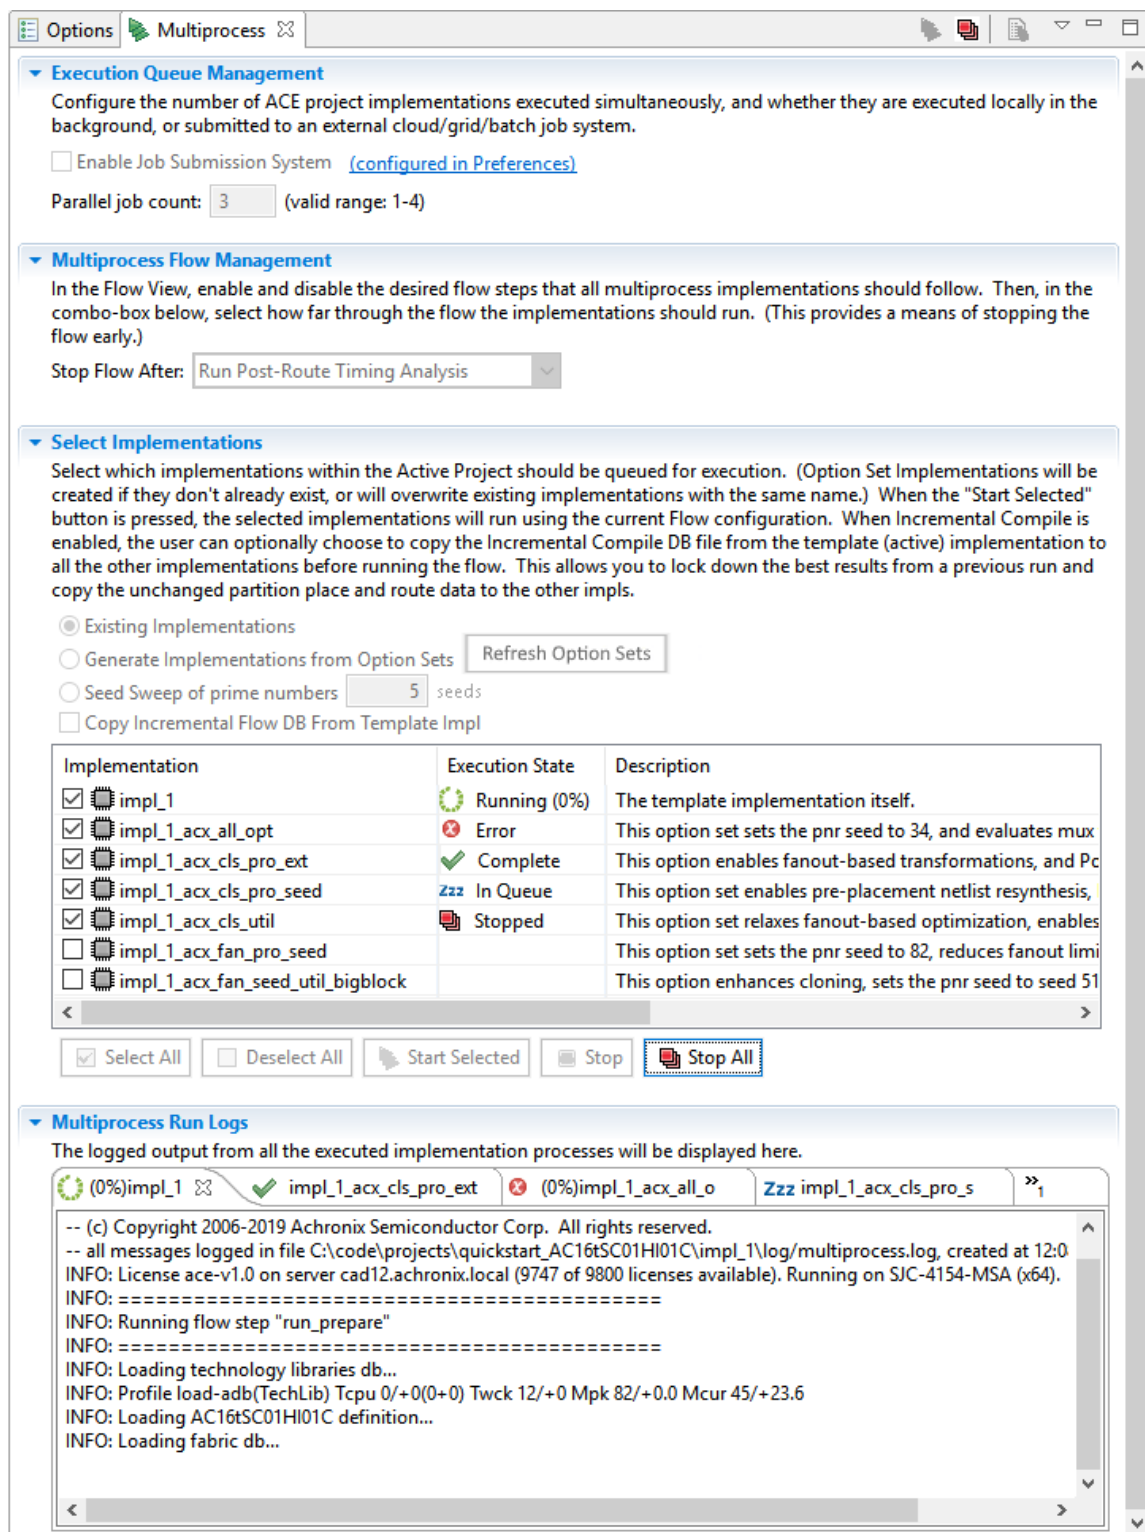 Options Multiprocess
Execution Queue Management
Configure the number of ACE project implementations executed simultaneously, and whether they are executed locally in the
background, or submitted to an external cloud/grid/batch job system.
Enable Job Submission System (configured in Preferences)
Parallel job count: 3 (valid range: 1-4)
Multiprocess Flow Management
In the Flow View, enable and disable the desired flow steps that all multiprocess implementations should follow. Then, in the
combo-box below, select how far through the flow the implementations should run. (This provides a means of stopping the
flow early.)
Stop Flow After: Run Post-Route Timing Analysis
Select Implementations
Select which implementations within the Active Project should be queued for execution. (Option Set Implementations will be
created if they don't already exist, or will overwrite existing implementations with the same name.) When the "Start Selected"
button is pressed, the selected implementations will run using the current Flow configuration. When Incremental Compile is
enabled, the user can optionally choose to copy the Incremental Compile DB file from the template (active) implementation to
all the other implementations before running the flow. This allows you to lock down the best results from a previous run and
copy the unchanged partition place and route data to the other impls.
Existing Implementations
Generate Implementations from Option Sets Refresh Option Sets
Seed Sweep of prime numbers 5 seeds
Copy Incremental Flow DB From Template Impl
Implementation Execution State Description
impl_1 Running (0%) The template implementation itself.
impl_1_acx_all_opt Error This option set sets the pnr seed to 34, and evaluates mux
impl_1_acx_cls_pro_ext Complete This option enables fanout-based transformations, and Pc
impl_1_acx_cls_pro_seed Zzz In Queue This option set enables pre-placement netlist resynthesis,
impl_1_acx_cls_util Stopped This option set relaxes fanout-based optimization, enables
impl_1_acx_fan_pro_seed This option set sets the pnr seed to 82, reduces fanout limi
impl_1_acx_fan_seed_util_bigblock This option enhances cloning, sets the pnr seed to seed 51
Select All Deselect All Start Selected Stop Stop All
Multiprocess Run Logs
The logged output from all the executed implementation processes will be displayed here.
(0%)impl_1 impl_1_acx_cls_pro_ext (0%)impl_1_acx_all_o Zzz impl_1_acx_cls_pro_s »1
-- (c) Copyright 2006-2019 Achronix Semiconductor Corp. All rights reserved.
-- all messages logged in file C:\code\projects\quickstart_AC16tSC01HI01C\impl_1\log/multiprocess.log, created at 12:0
INFO: License ace-v1.0 on server cad12.achronix.local (9747 of 9800 licenses available). Running on SJC-4154-MSA (x64).
INFO: ===========================================
INFO: Running flow step "run_prepare"
INFO: ===========================================
INFO: Loading technology libraries db...
INFO: Profile load-adb(TechLib) Tcpu 0/+0(0+0) Twck 12/+0 Mpk 82/+0.0 Mcur 45/+23.6
INFO: Loading AC16tSC01HI01C definition...
INFO: Loading fabric db...